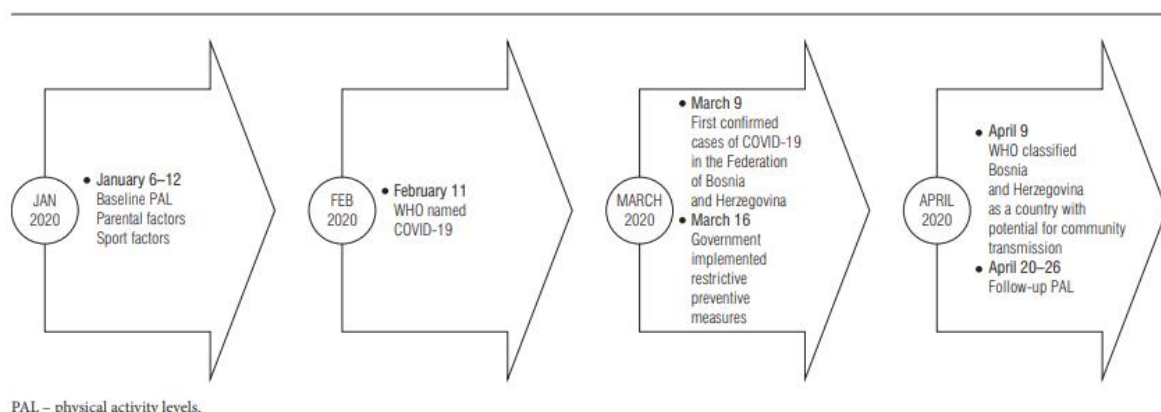 JAN
2020
• January 6–12
Baseline PAL
Parental factors
Sport factors
FEB
2020
• February 11
WHO named
COVID-19
MARCH
2020
• March 9
First confirmed
cases of COVID-19
in the Federation
of Bosnia
and Herzegovina
• March 16
Government
implemented
restrictive
preventive
measures
APRIL
2020
• April 9
WHO classified
Bosnia
and Herzegovina
as a country with
potential for community
transmission
• April 20–26
Follow-up PAL
PAL – physical activity levels.